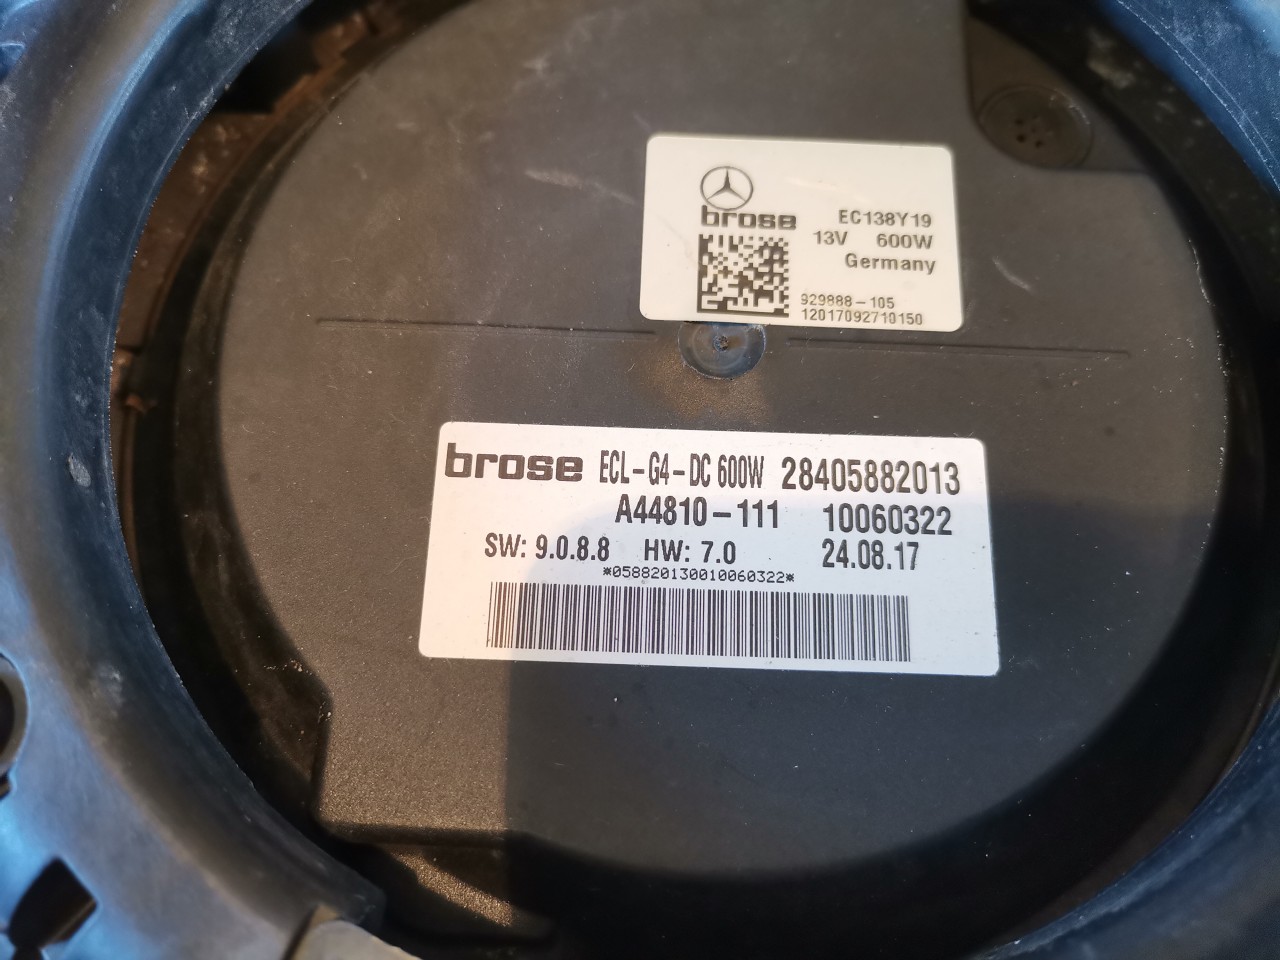 brose EC138Y19
13V 600W
Germany
929888-105
12017092710150
brose ECL-G4-DC 600W 28405882013
A44810-111 10060322
SW: 9.0.8.8 HW: 7.0 24.08.17
*058820130010060322*